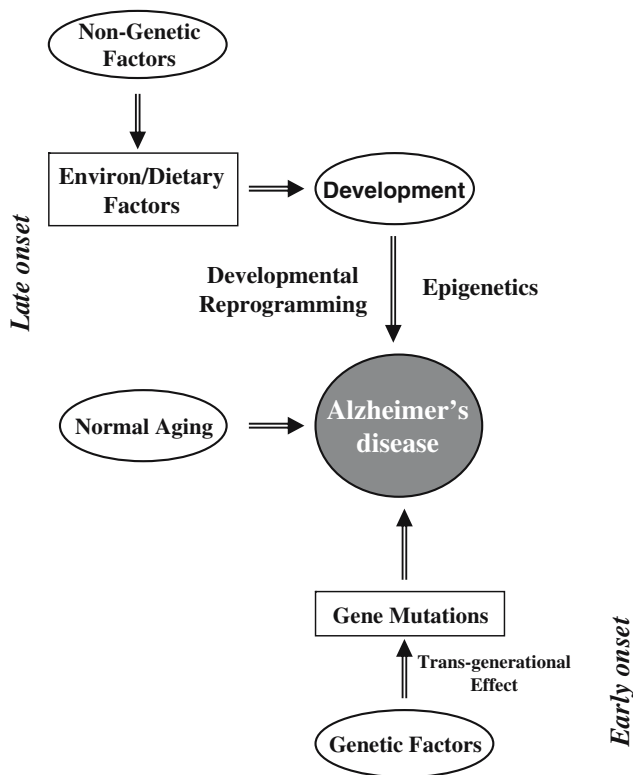 Non-Genetic
Factors
Environ/Dietary
Factors
Development
Late onset
Developmental
Reprogramming
Epigenetics
Normal Aging
Alzheimer's
disease
Gene Mutations
Trans-generational
Effect
Genetic Factors
Early onset